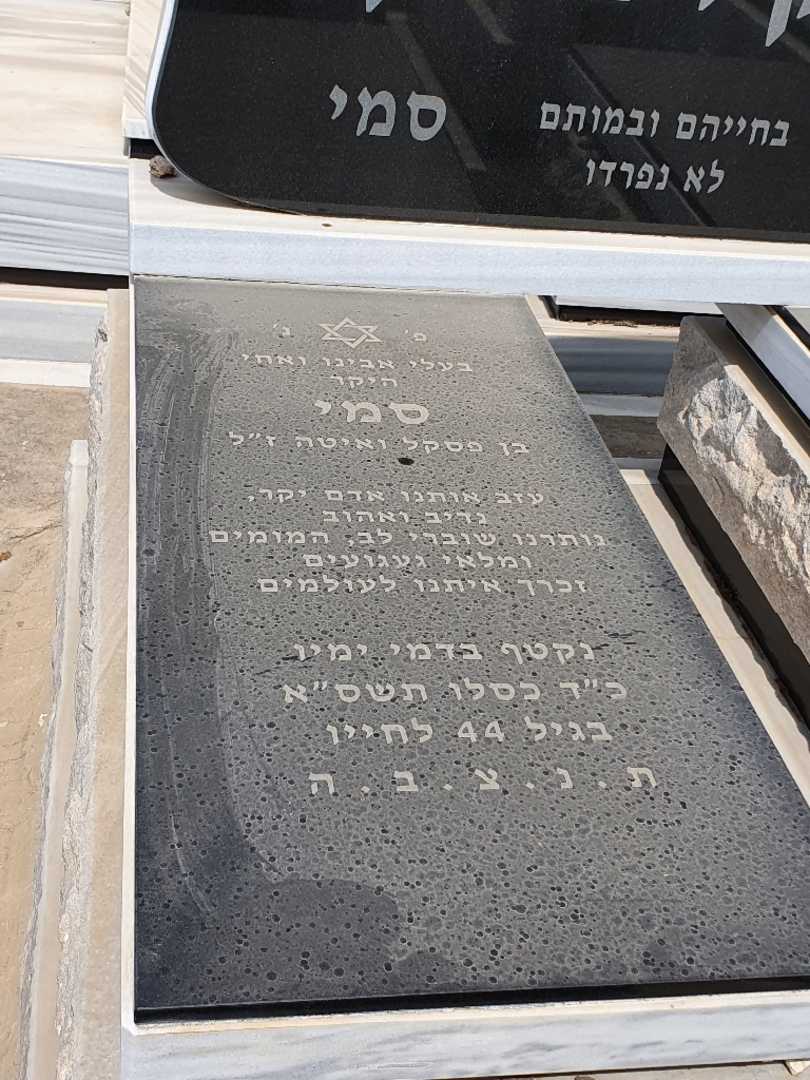 סמי
בחייהם ובמותם
לא נפרדו
פ' נ'
בעלי אבינו ואחי
היקר
סמי
בן פסקל ואיטה ז״ל
עזב אותנו אדם יקר,
נדיב ואהוב
נותרנו שוברי לב, המומים
ומלאי געגועים
זכרך איתנו לעולמים
נקטף בדמי ימיו
כ״ד כסלו תשס״א
בגיל 44 לחייו
ת . נ . צ . ב . ה